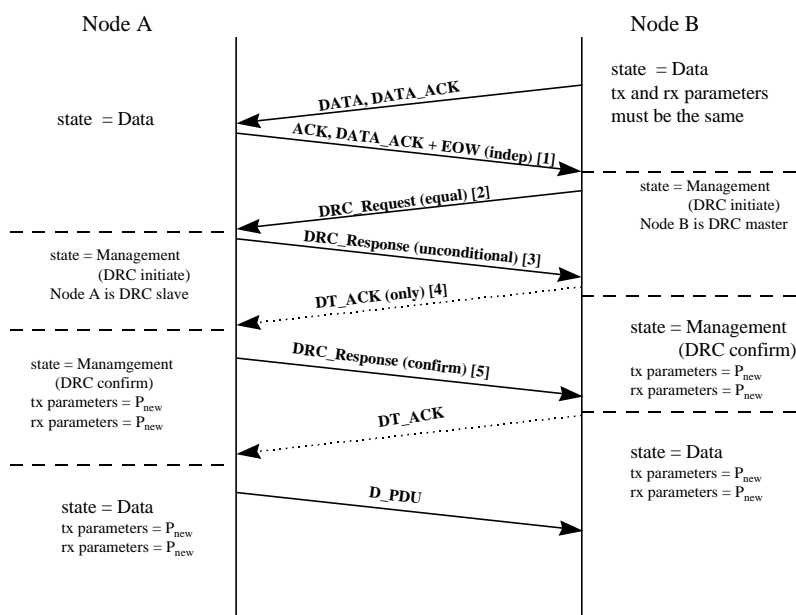 Node A
Node B
state = Data
tx and rx parameters
must be the same
DATA, DATA_ACK
state = Data
ACK, DATA_ACK + EOW (indep) [1]
state = Management
(DRC initiate)
Node B is DRC master
DRC_Request (equal) [2]
DRC_Response (unconditional) [3]
state = Management
(DRC initiate)
Node A is DRC slave
DT_ACK (only) [4]
state = Management
(DRC confirm)
tx parameters = Pnew
rx parameters = Pnew
DRC_Response (confirm) [5]
state = Manamgement
(DRC confirm)
tx parameters = Pnew
rx parameters = Pnew
DT_ACK
state = Data
tx parameters = Pnew
rx parameters = Pnew
D_PDU
state = Data
tx parameters = Pnew
rx parameters = Pnew